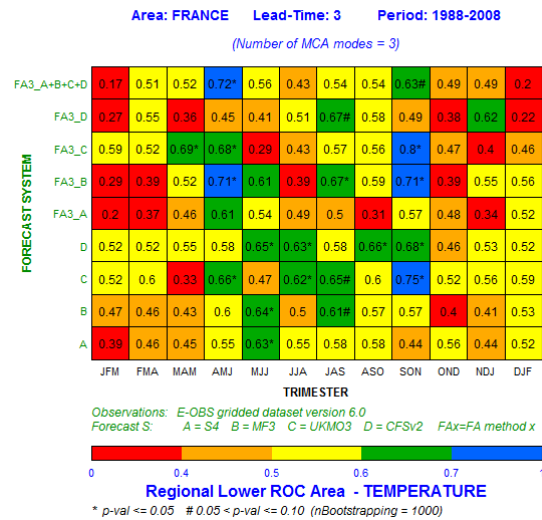 Area: FRANCE Lead-Time: 3 Period: 1988-2008
(Number of MCA modes = 3)
FORECAST SYSTEM
FA3_A+B+C+D 0.17 0.51 0.52 0.72* 0.56 0.43 0.54 0.54 0.63# 0.49 0.49 0.2
FA3_D 0.27 0.55 0.36 0.45 0.41 0.51 0.67# 0.58 0.49 0.38 0.62 0.22
FA3_C 0.59 0.52 0.69* 0.68* 0.29 0.43 0.57 0.56 0.8* 0.47 0.4 0.46
FA3_B 0.29 0.39 0.52 0.71* 0.61 0.39 0.67* 0.59 0.71* 0.39 0.55 0.56
FA3_A 0.2 0.37 0.46 0.61 0.54 0.49 0.5 0.31 0.57 0.48 0.34 0.52
D 0.52 0.52 0.55 0.58 0.65* 0.63* 0.58 0.66* 0.68* 0.46 0.53 0.52
C 0.52 0.6 0.33 0.66* 0.47 0.62* 0.65# 0.6 0.75* 0.52 0.56 0.59
B 0.47 0.46 0.43 0.6 0.64* 0.5 0.61# 0.57 0.57 0.4 0.41 0.53
A 0.39 0.46 0.45 0.55 0.63* 0.55 0.58 0.58 0.44 0.56 0.44 0.52
JFM FMA MAM AMJ MJJ JJA JAS ASO SON OND NDJ DJF
TRIMESTER
Observations: E-OBS gridded dataset version 6.0
Forecast S: A = S4 B = MF3 C = UKMO3 D = CFSv2 FAx=FA method x
0 0.4 0.5 0.6 0.7 1
Regional Lower ROC Area - TEMPERATURE
* p-val <= 0.05 # 0.05 < p-val <= 0.10 (nBootstrapping = 1000)